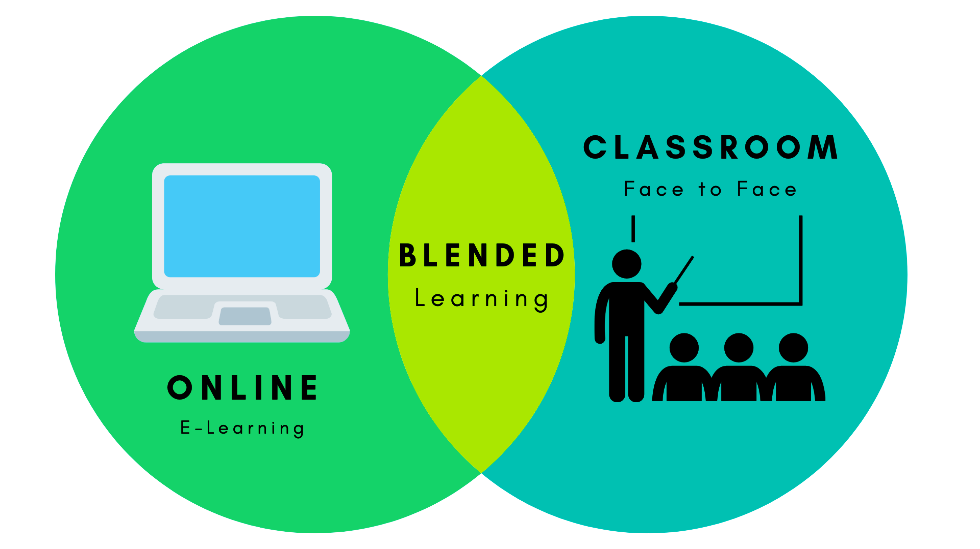 ONLINE
E-Learning
BLENDED
Learning
CLASSROOM
Face to Face